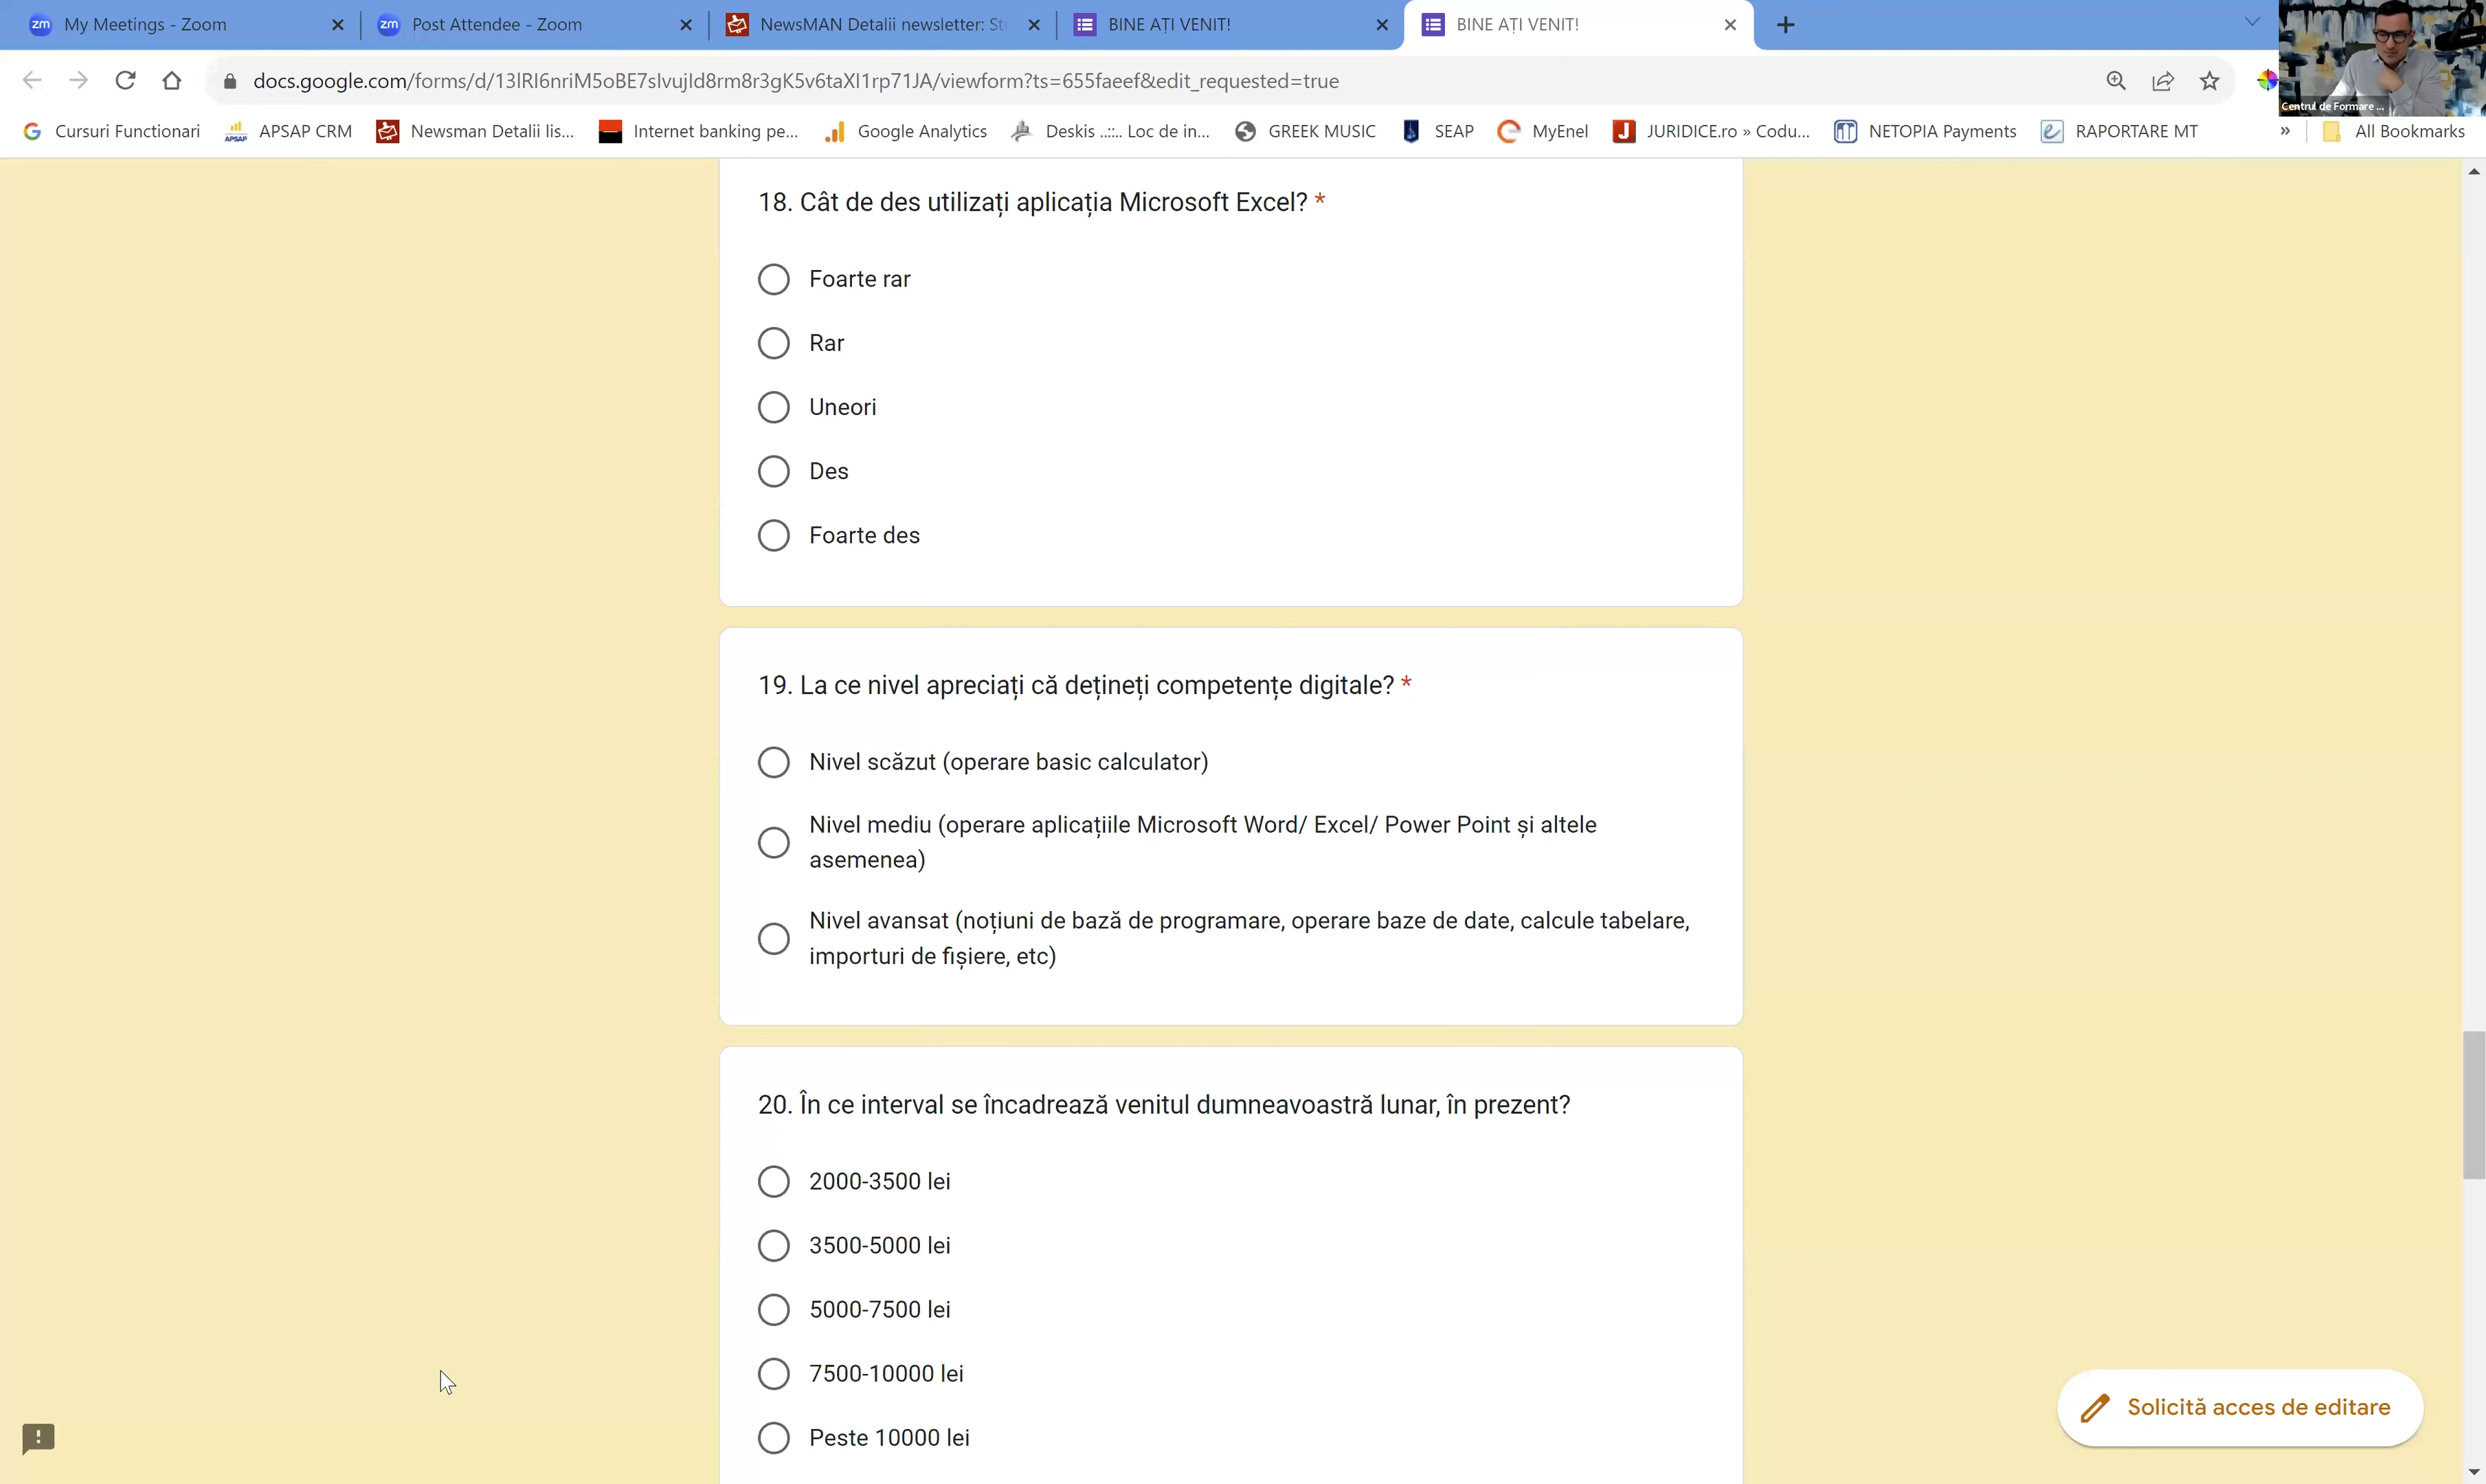 My Meetings - Zoom
Post Attendee - Zoom
NewsMAN Detalii newsletter: St
BINE AȚI VENIT!
BINE AȚI VENIT!
docs.google.com/forms/d/13lRl6nriM5oBE7slvujId8rm8r3gK5v6taXI1rp71JA/viewform?ts=655faeef&edit_requested=true
Centrul de Formare ...
Cursuri Functionari
APSAP CRM
Newsman Detalii lis...
Internet banking pe...
Google Analytics
Deskis ..::.. Loc de in...
GREEK MUSIC
SEAP
MyEnel
JURIDICE.ro » Codu...
NETOPIA Payments
RAPORTARE MT
»
All Bookmarks
18. Cât de des utilizați aplicația Microsoft Excel? *
Foarte rar
Rar
Uneori
Des
Foarte des
19. La ce nivel apreciați că dețineți competențe digitale? *
Nivel scăzut (operare basic calculator)
Nivel mediu (operare aplicațiile Microsoft Word/ Excel/ Power Point și altele
asemenea)
Nivel avansat (noțiuni de bază de programare, operare baze de date, calcule tabelare,
importuri de fișiere, etc)
20. În ce interval se încadrează venitul dumneavoastră lunar, în prezent?
2000-3500 lei
3500-5000 lei
5000-7500 lei
7500-10000 lei
Peste 10000 lei
Solicită acces de editare